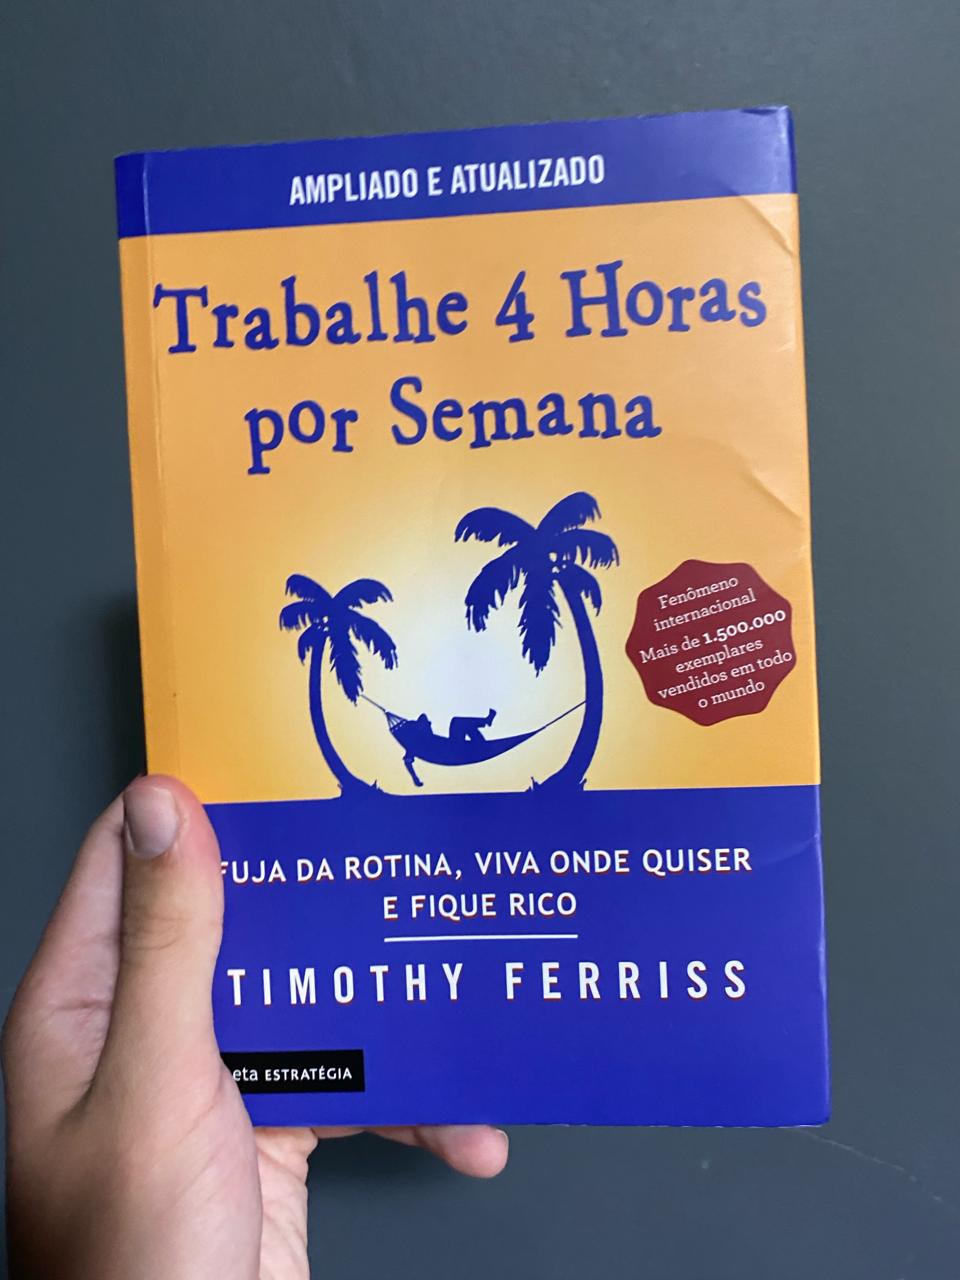 AMPLIADO E ATUALIZADO
Trabalhe 4 Horas
por Semana
Fenômeno
internacional
Mais de 1.500.000
exemplares
vendidos em todo
o mundo
FUJA DA ROTINA, VIVA ONDE QUISER
E FIQUE RICO
TIMOTHY FERRISS
eta ESTRATÉGIA